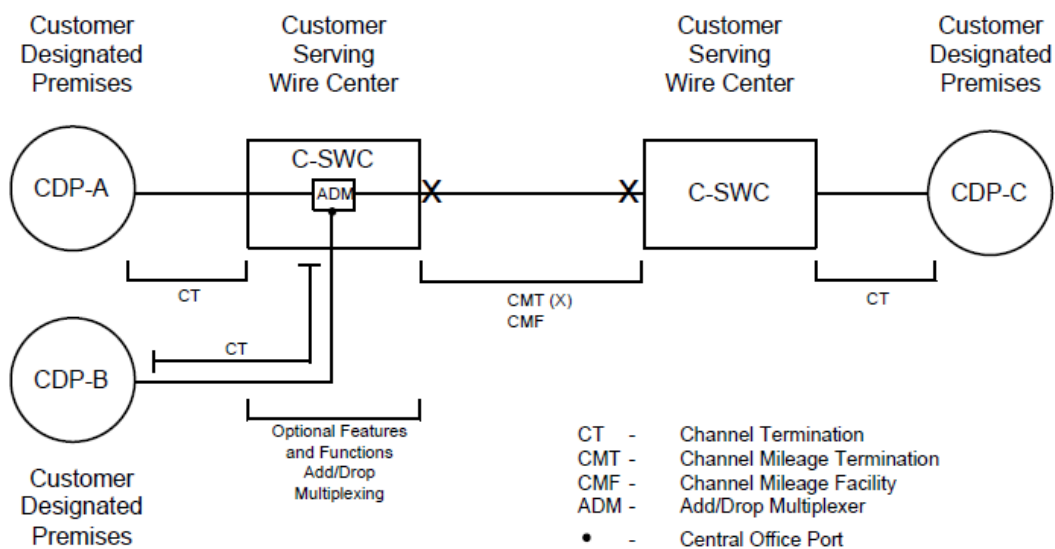 Customer
Designated
Premises
Customer
Serving
Wire Center
Customer
Serving
Wire Center
Customer
Designated
Premises
CDP-A
C-SWC
ADM
X
X
C-SWC
CDP-C
CT
CMT (X)
CMF
CT
CT
CDP-B
Optional Features
and Functions
Add/Drop
Multiplexing
Customer
Designated
Premises
CT - Channel Termination
CMT - Channel Mileage Termination
CMF - Channel Mileage Facility
ADM - Add/Drop Multiplexer
• - Central Office Port